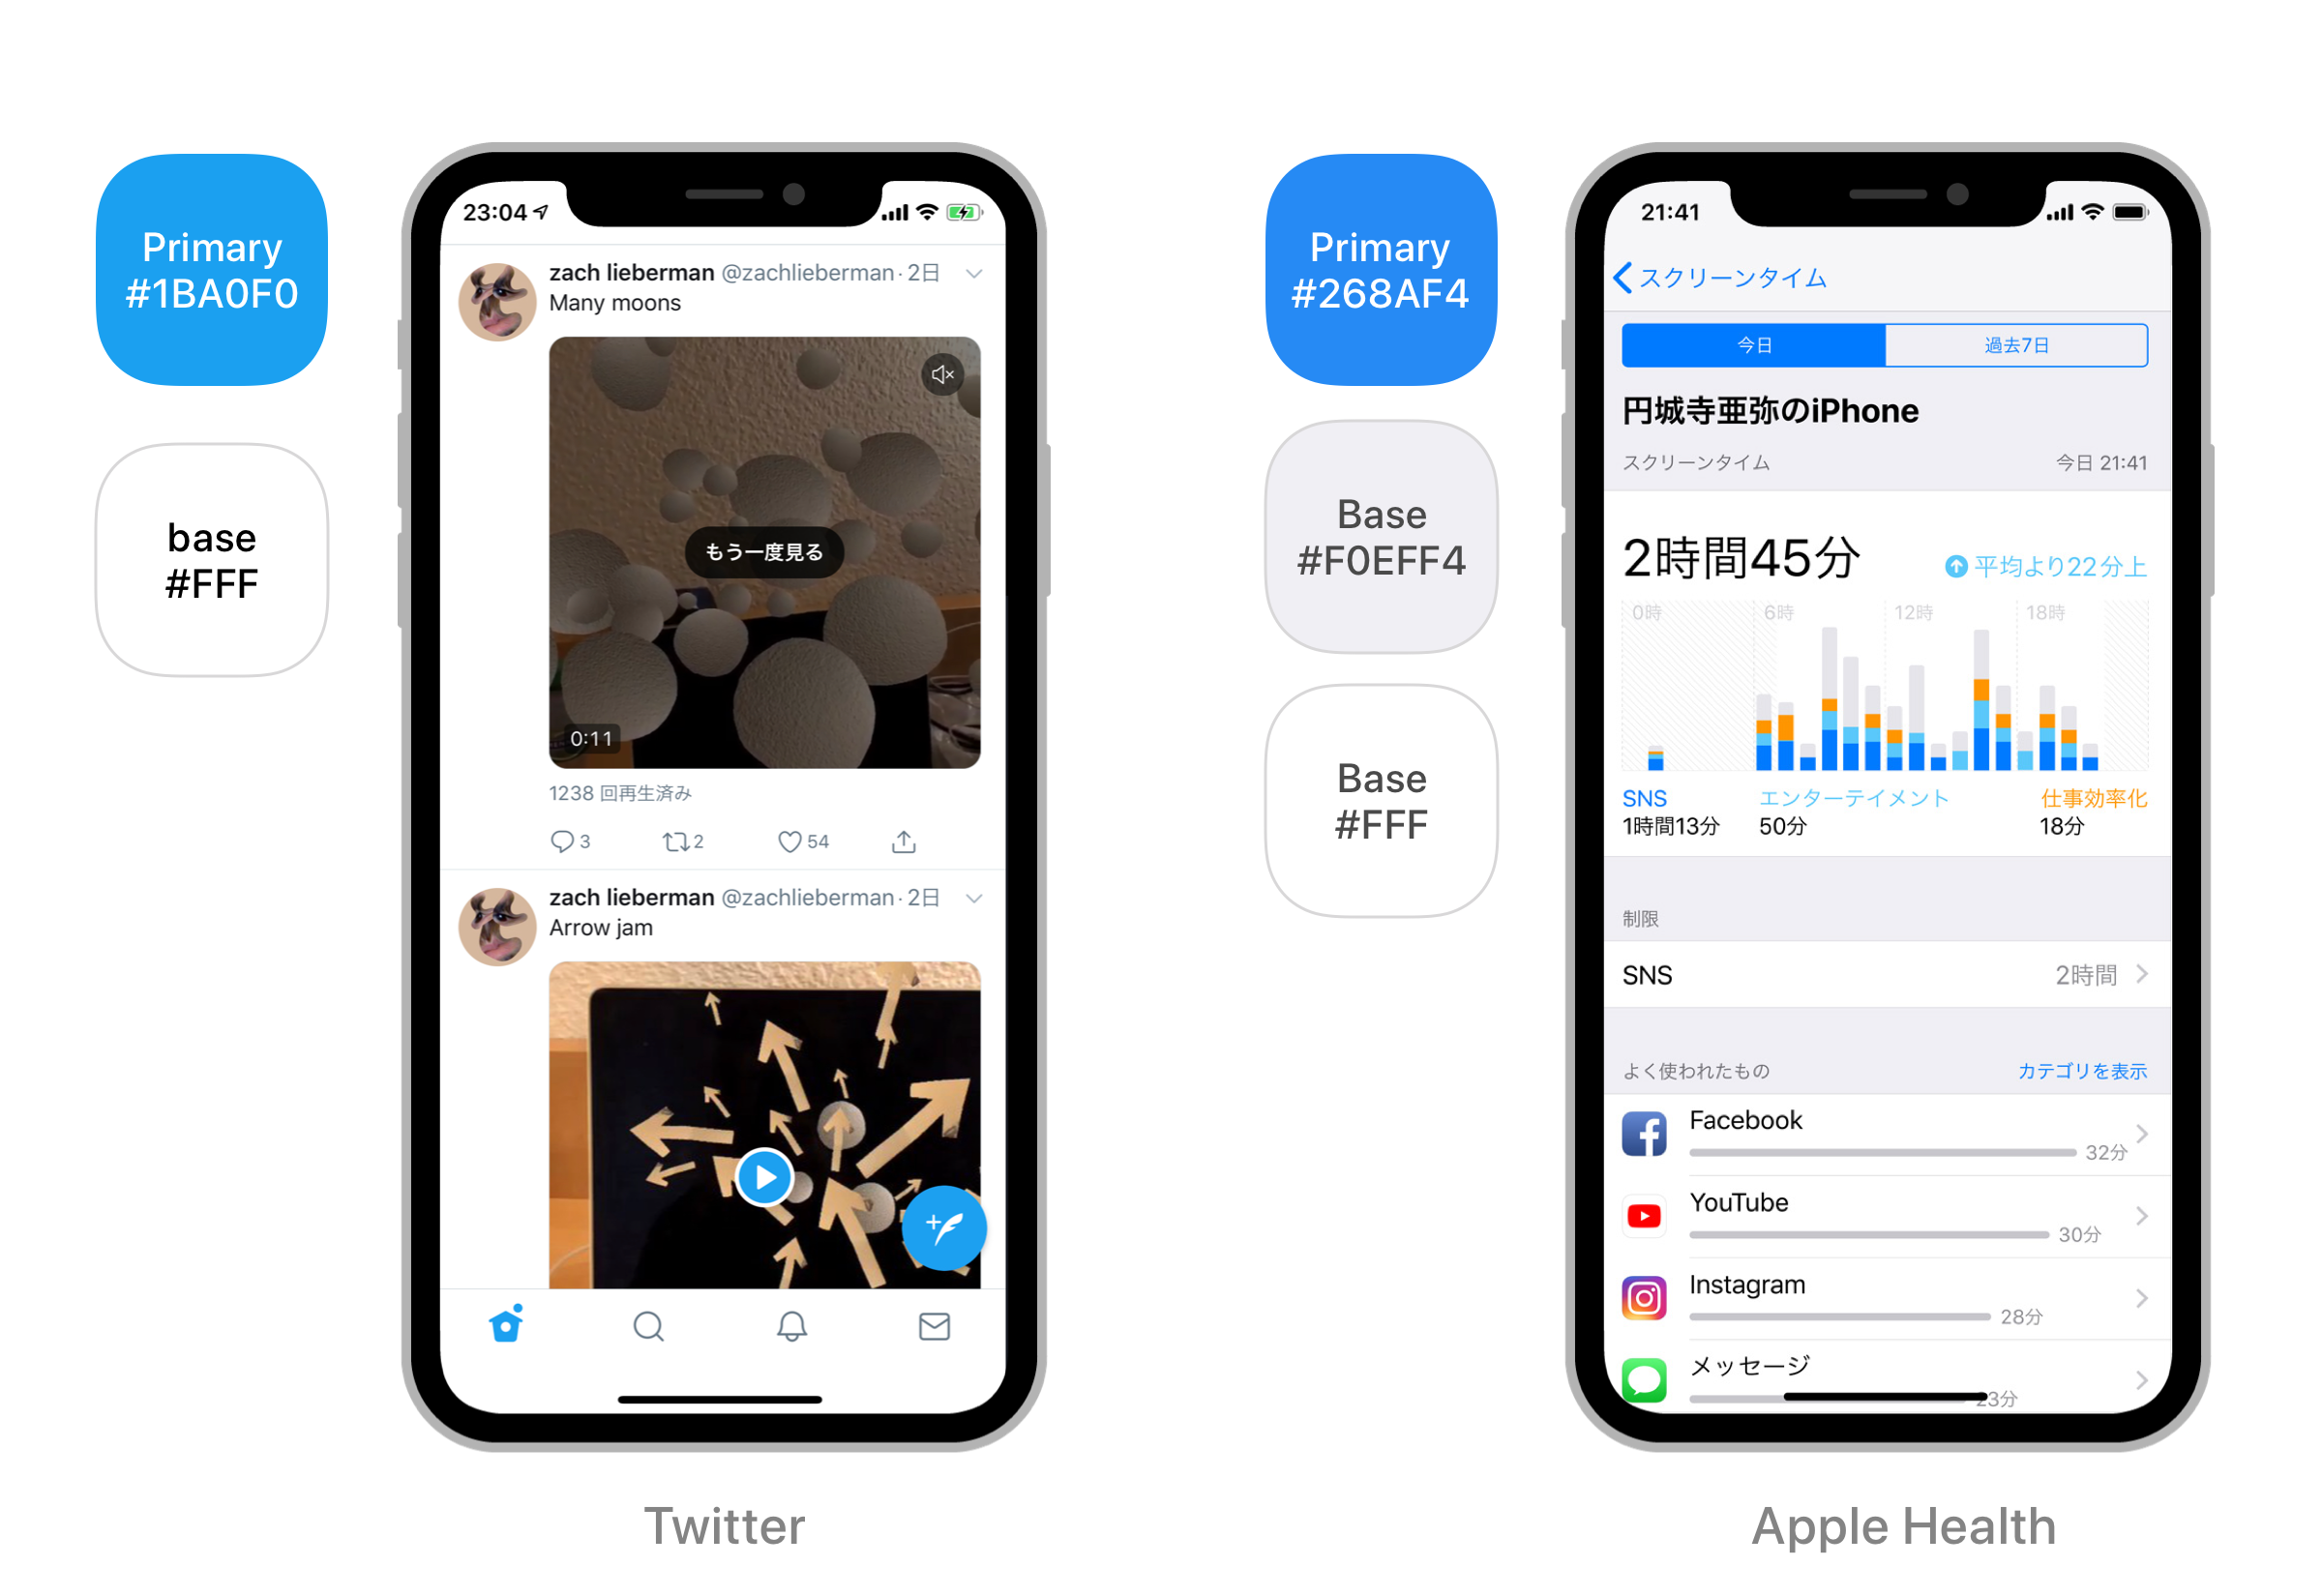 Primary
#1BA0F0
base
#FFF
23:04
zach lieberman @zachlieberman · 2日
Many moons
もう一度見る
0:11
1238 回再生済み
3 2 54
zach lieberman @zachlieberman · 2日
Arrow jam
Twitter
Primary
#268AF4
Base
#F0EFF4
Base
#FFF
21:41
スクリーンタイム
今日 過去7日
円城寺亜弥のiPhone
スクリーンタイム 今日 21:41
2時間45分 平均より22分上
0時 6時 12時 18時
SNS エンターテイメント 仕事効率化
1時間13分 50分 18分
制限
SNS 2時間
よく使われたもの カテゴリを表示
Facebook
32分
YouTube
30分
Instagram
28分
メッセージ
23分
Apple Health